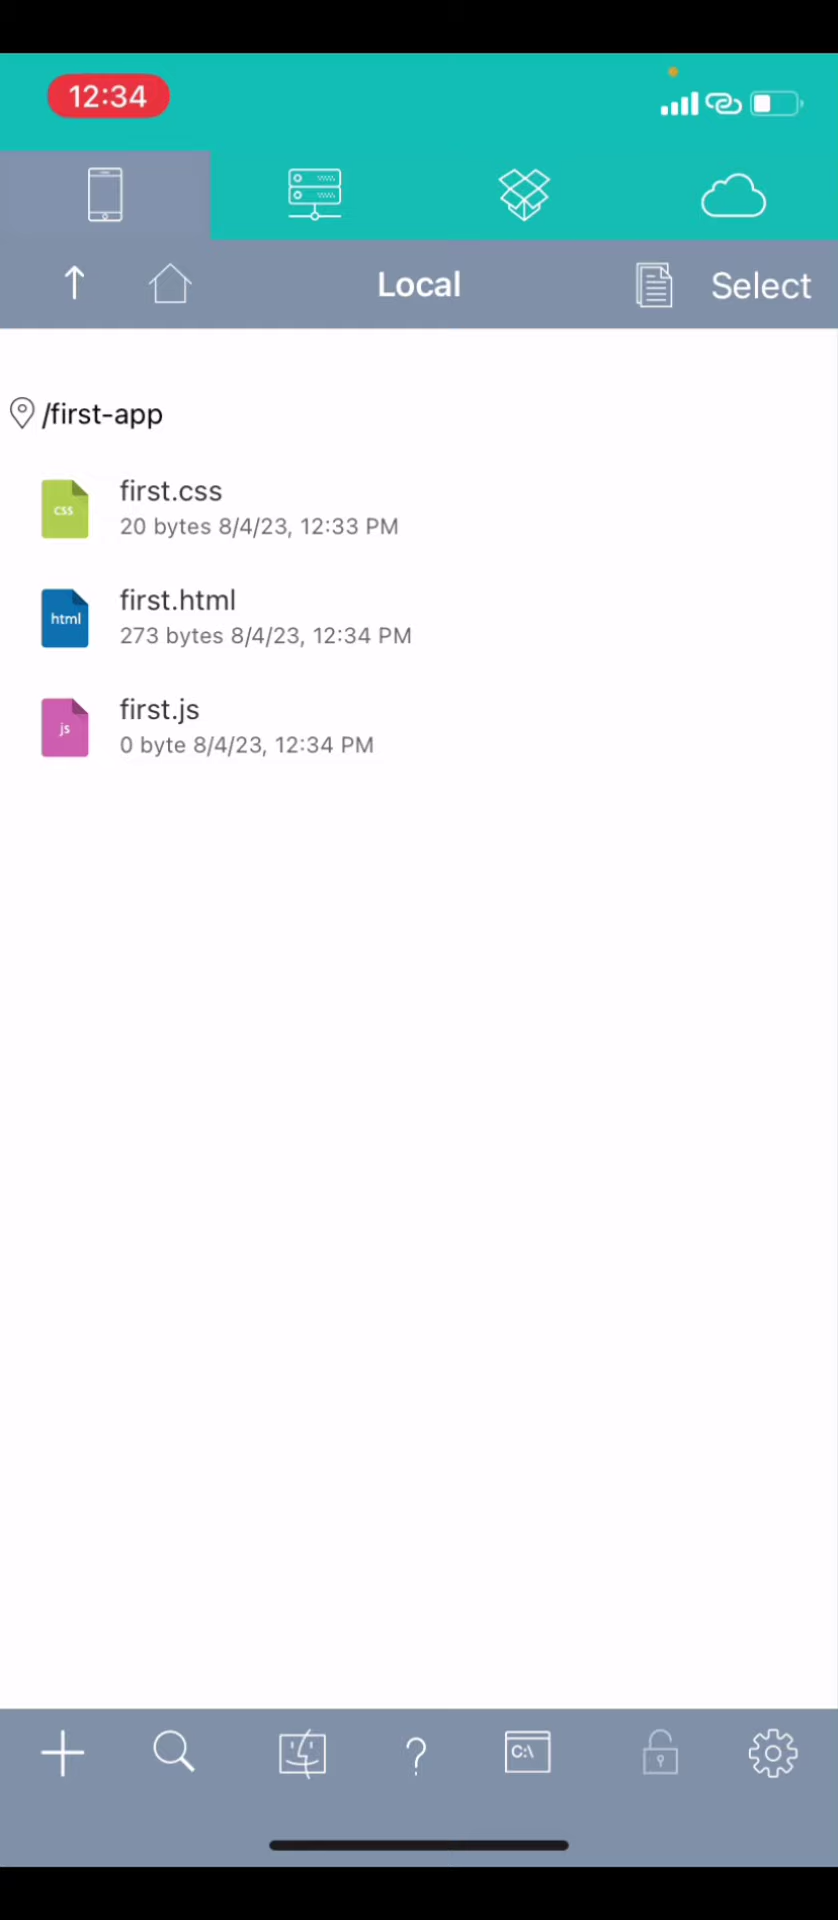 12:34
Local
Select
/first-app
css
first.css
20 bytes 8/4/23, 12:33 PM
html
first.html
273 bytes 8/4/23, 12:34 PM
js
first.js
0 byte 8/4/23, 12:34 PM
?
C:\